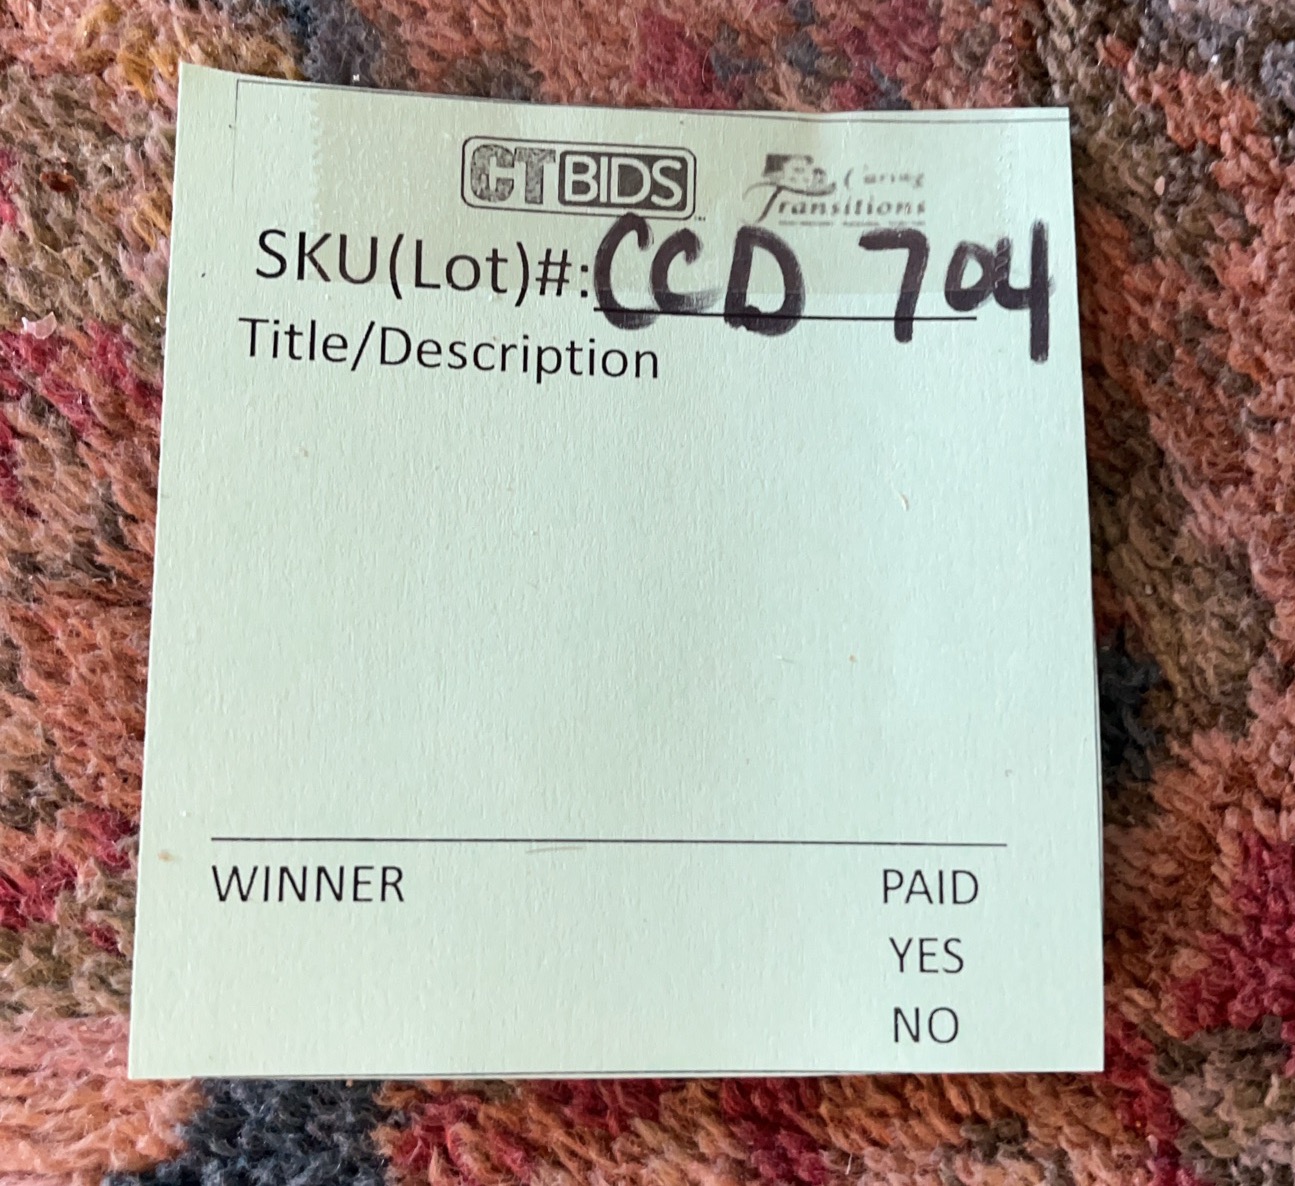 CTBIDS Caring Transitions
SKU(Lot)#: CCD 704
Title/Description
WINNER PAID
YES
NO